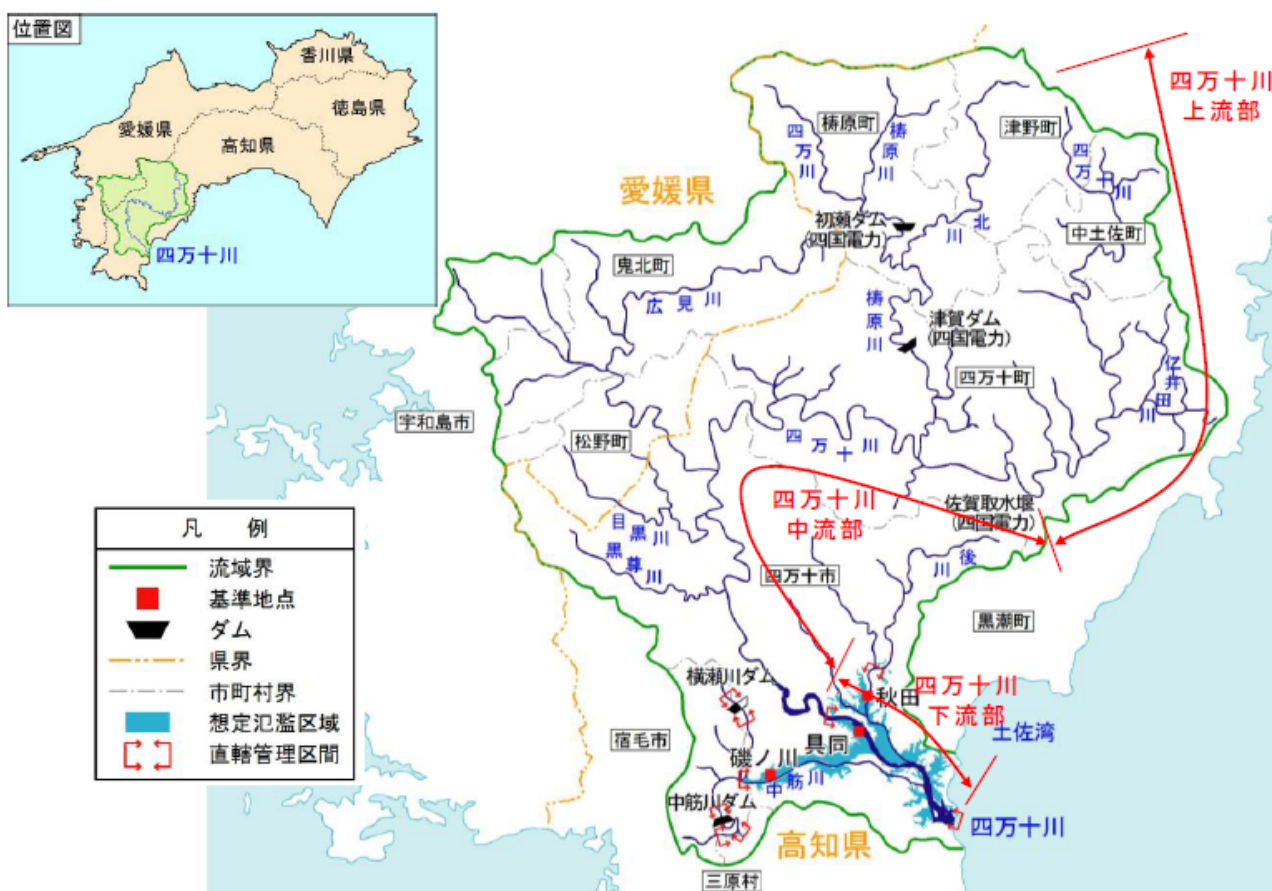 位置図
香川県
徳島県
愛媛県
高知県
四万十川
四万十川
上流部
梼原町
津野町
四万川
梼原川
四万十川
愛媛県
初瀬ダム
(四国電力)
北川
中土佐町
鬼北町
広見川
梼原川
津賀ダム
(四国電力)
四万十町
仁井田川
宇和島市
松野町
四万十川
四万十川
中流部
佐賀取水堰
(四国電力)
目黒川
黒尊川
四万十市
後川
黒潮町
凡 例
流域界
基準地点
ダム
県界
市町村界
想定氾濫区域
直轄管理区間
横瀬川ダム
秋田
四万十川
下流部
土佐湾
宿毛市
具同
磯ノ川
中筋川
中筋川ダム
四万十川
高知県
三原村